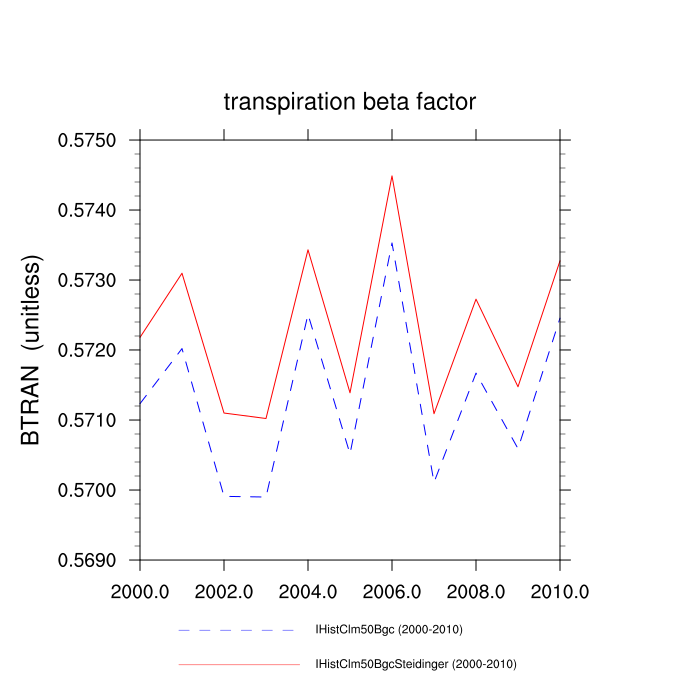 transpiration beta factor
BTRAN (unitless)
0.5750
0.5740
0.5730
0.5720
0.5710
0.5700
0.5690
2000.0 2002.0 2004.0 2006.0 2008.0 2010.0
IHistClm50Bgc (2000-2010)
IHistClm50BgcSteidinger (2000-2010)